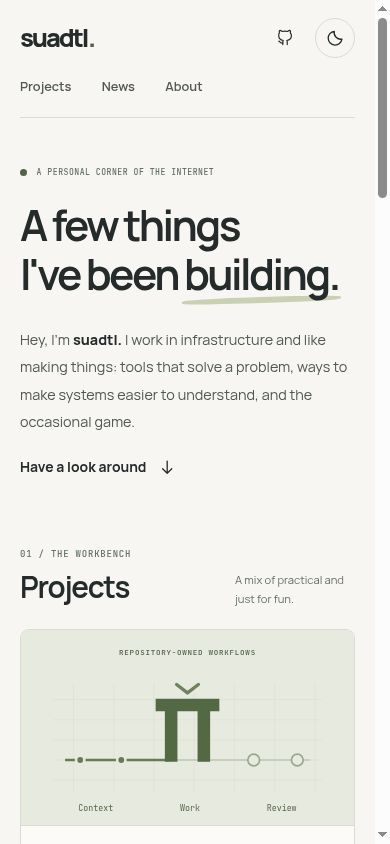 suadtl.
Projects News About
A PERSONAL CORNER OF THE INTERNET
A few things
I've been building.
Hey, I'm suadtl. I work in infrastructure and like
making things: tools that solve a problem, ways to
make systems easier to understand, and the
occasional game.
Have a look around
01 / THE WORKBENCH
Projects
A mix of practical and
just for fun.
REPOSITORY-OWNED WORKFLOWS
Context Work Review